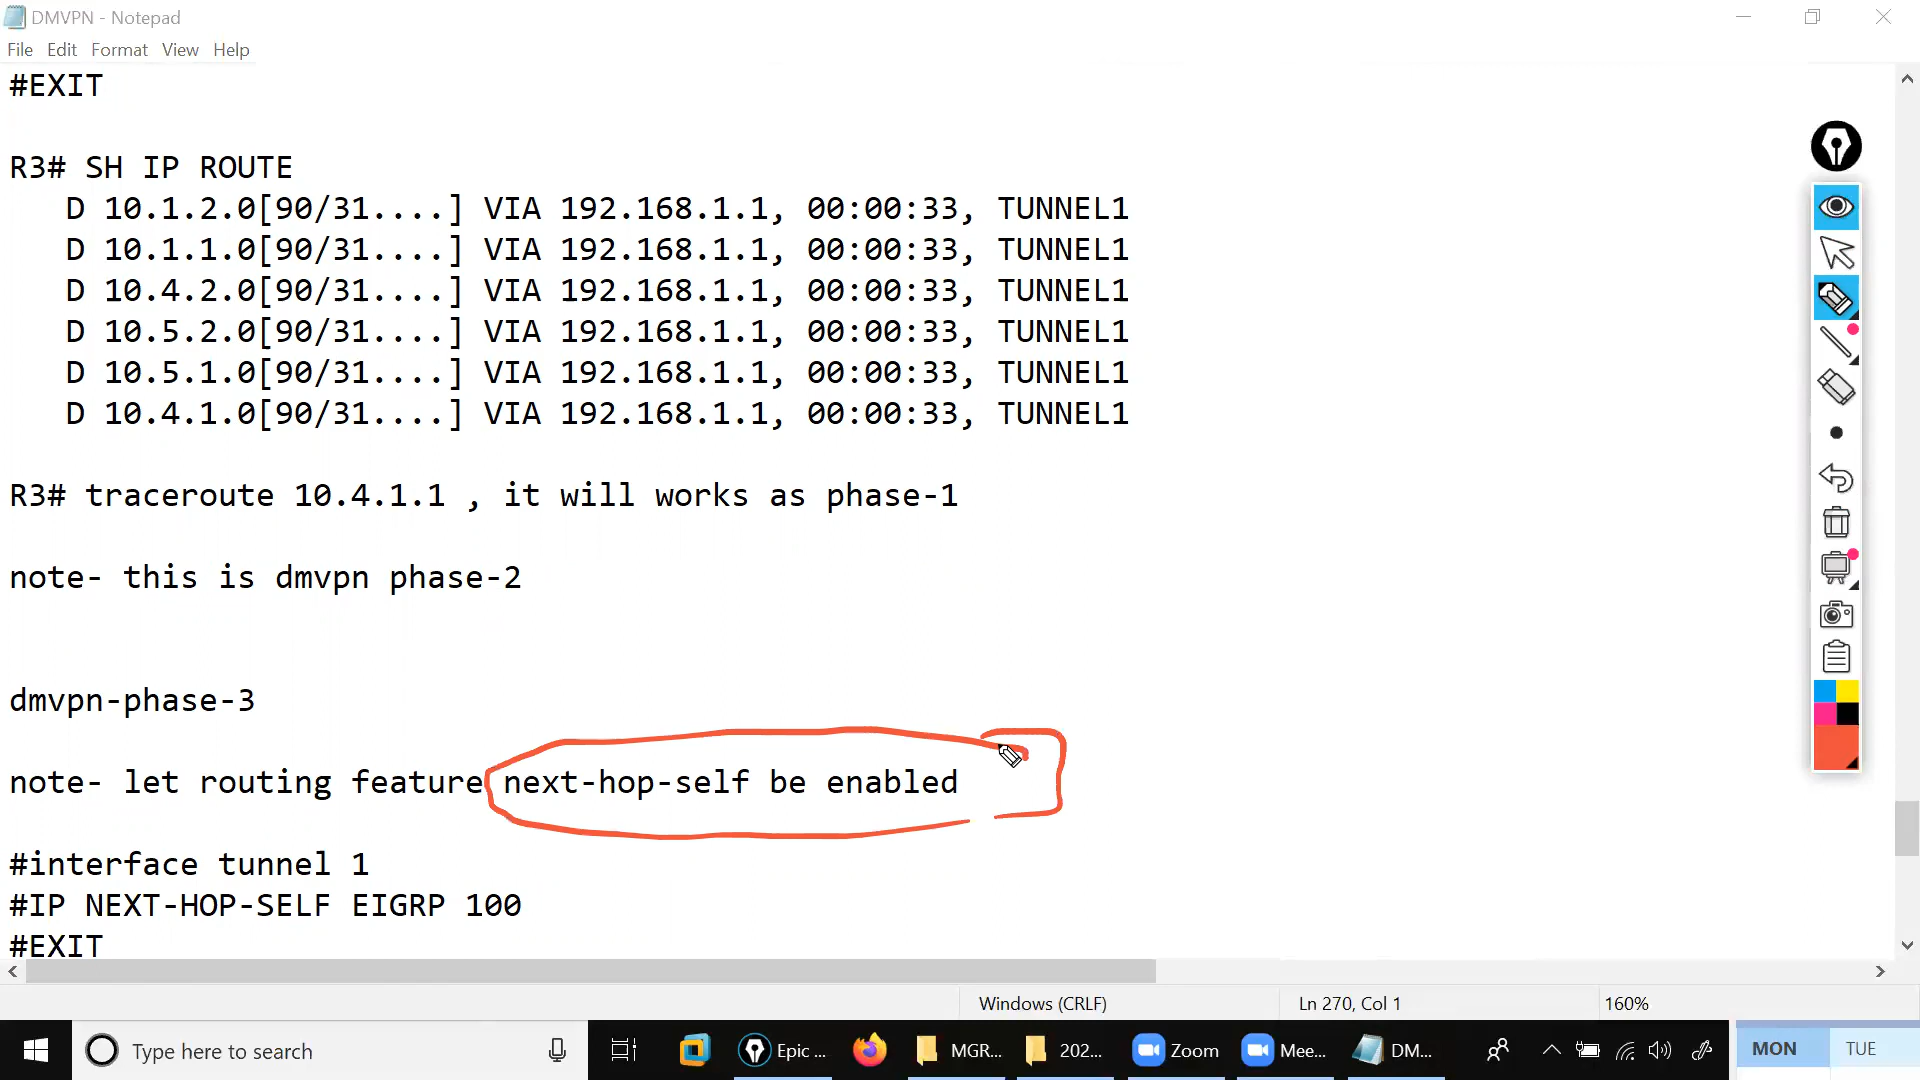 DMVPN - Notepad
File Edit Format View Help
#EXIT
R3# SH IP ROUTE
D 10.1.2.0[90/31....] VIA 192.168.1.1, 00:00:33, TUNNEL1
D 10.1.1.0[90/31....] VIA 192.168.1.1, 00:00:33, TUNNEL1
D 10.4.2.0[90/31....] VIA 192.168.1.1, 00:00:33, TUNNEL1
D 10.5.2.0[90/31....] VIA 192.168.1.1, 00:00:33, TUNNEL1
D 10.5.1.0[90/31....] VIA 192.168.1.1, 00:00:33, TUNNEL1
D 10.4.1.0[90/31....] VIA 192.168.1.1, 00:00:33, TUNNEL1
R3# traceroute 10.4.1.1 , it will works as phase-1
note- this is dmvpn phase-2
dmvpn-phase-3
note- let routing feature next-hop-self be enabled
#interface tunnel 1
#IP NEXT-HOP-SELF EIGRP 100
#EXIT
Windows (CRLF) Ln 270, Col 1 160%
Type here to search Epic ... MGR... 202... Zoom Mee... DM... MON TUE